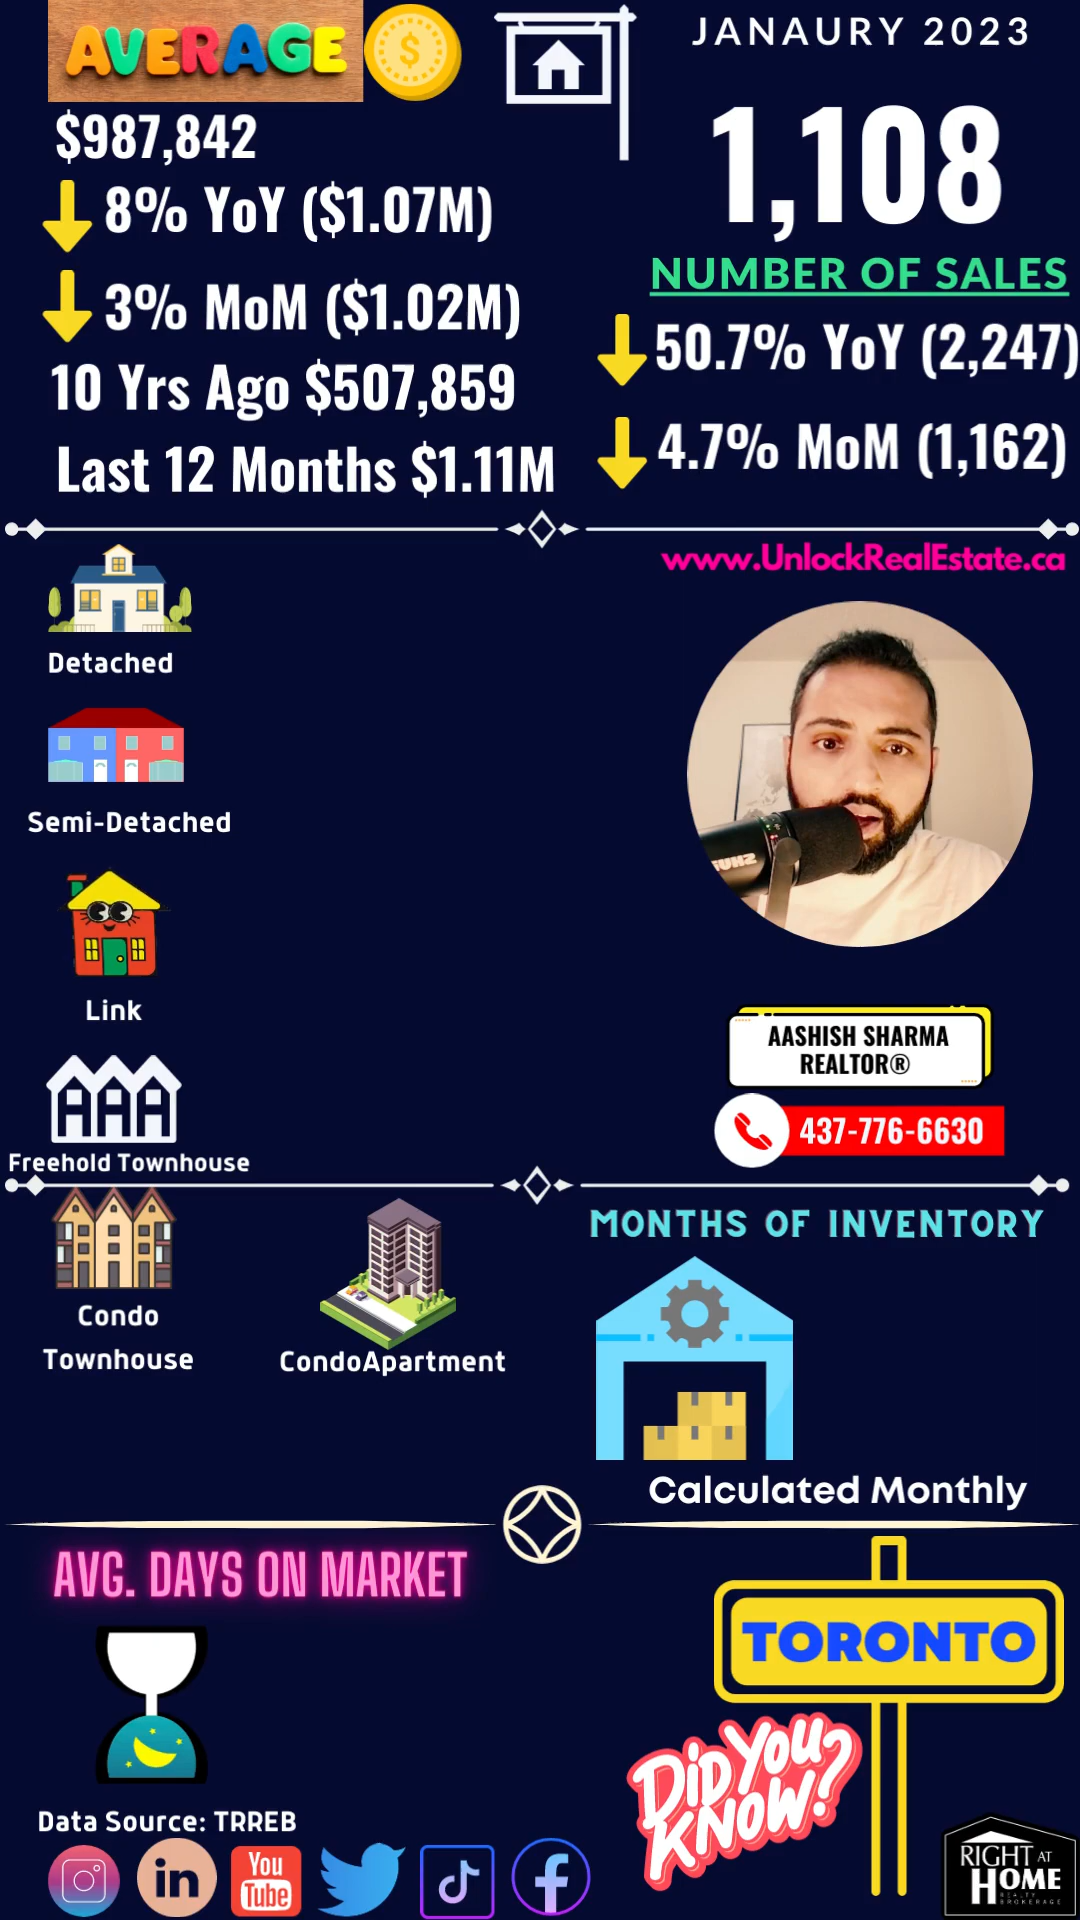 AVERAGE
$
$987,842
8% YoY ($1.07M)
3% MoM ($1.02M)
10 Yrs Ago $507,859
Last 12 Months $1.11M
JANAURY 2023
1,108
NUMBER OF SALES
50.7% YoY (2,247)
4.7% MoM (1,162)
www.UnlockRealEstate.ca
Detached
Semi-Detached
Link
Freehold Townhouse
AASHISH SHARMA
REALTOR®
437-776-6630
Condo
Townhouse
CondoApartment
MONTHS OF INVENTORY
Calculated Monthly
AVG. DAYS ON MARKET
TORONTO
DiD YOU
KNOW?
Data Source: TRREB
in
You
Tube
RIGHT AT
HOME
REALTY
BROKERAGE